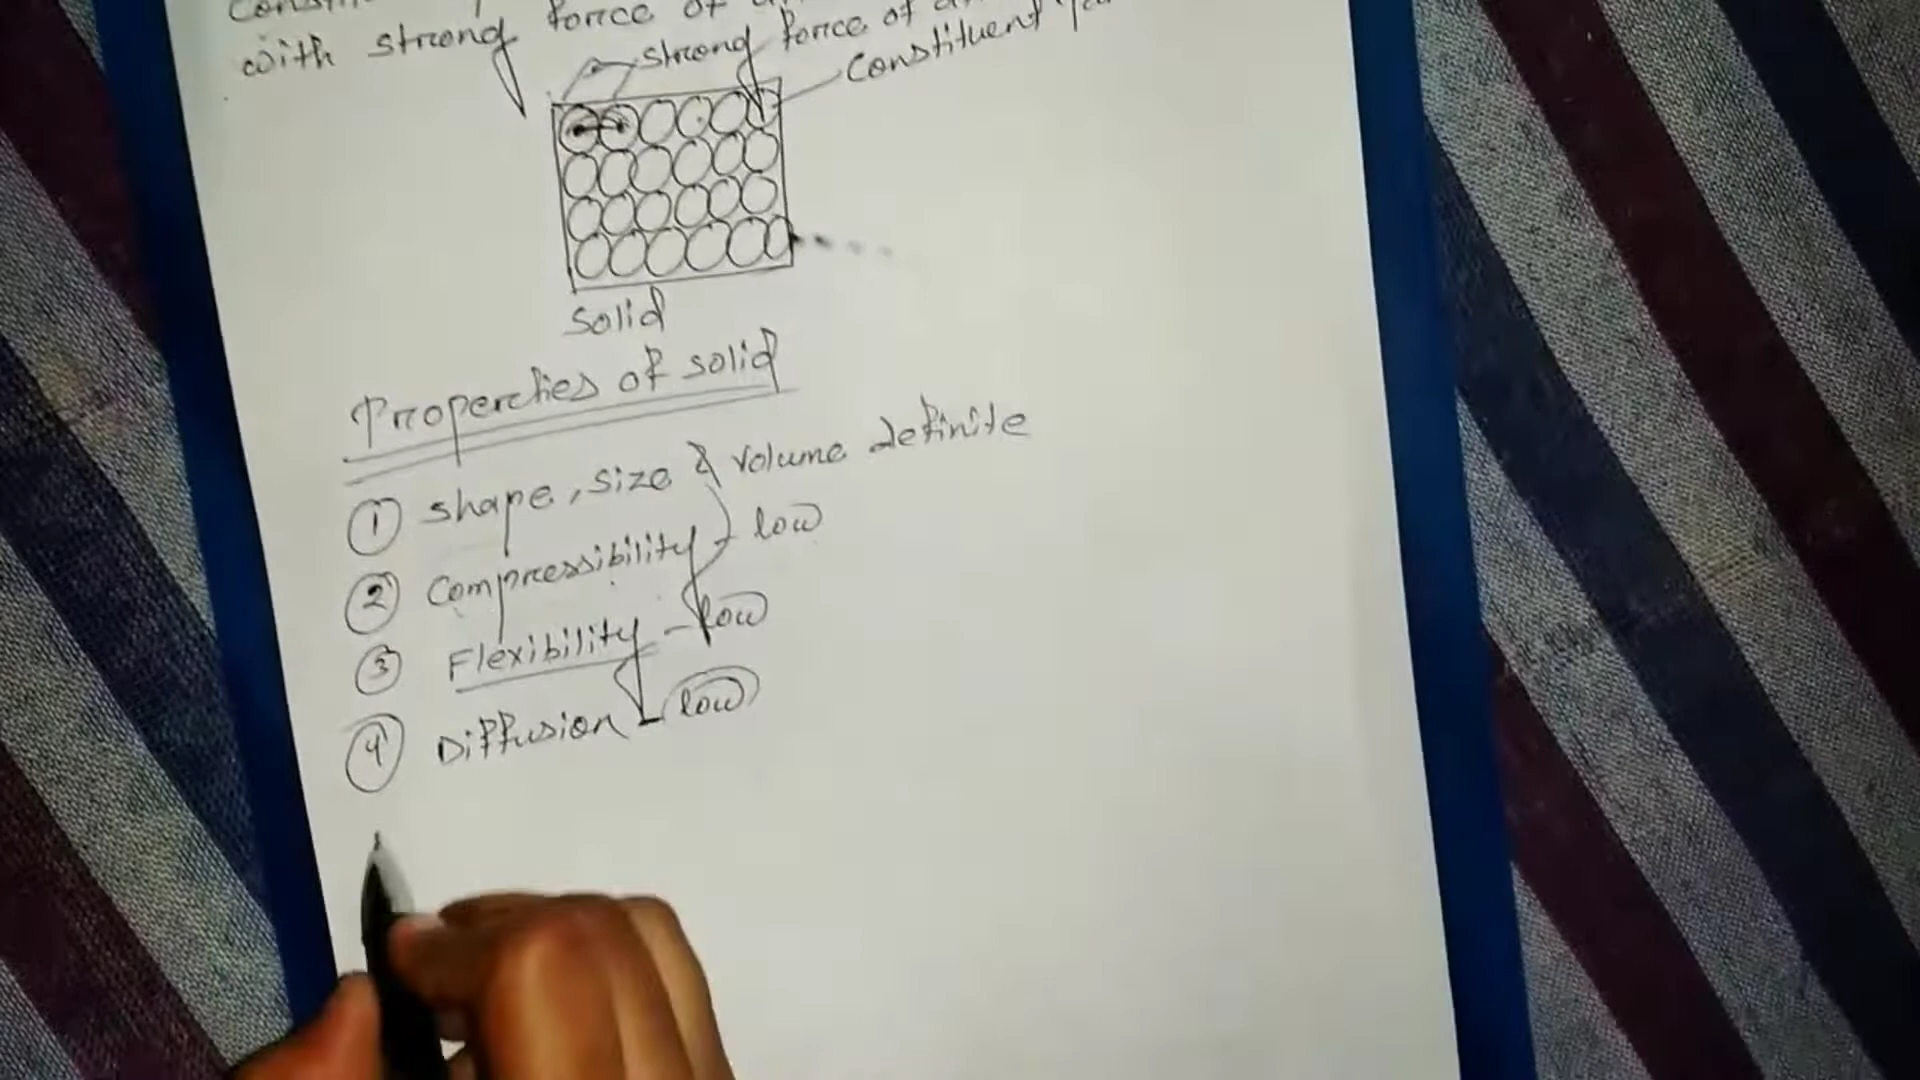 with strong force of
strong force of
Constituent
Solid
Properties of solid
① shape, size & volume definite
② Compressibility - low
③ Flexibility - low
④ Diffusion - low